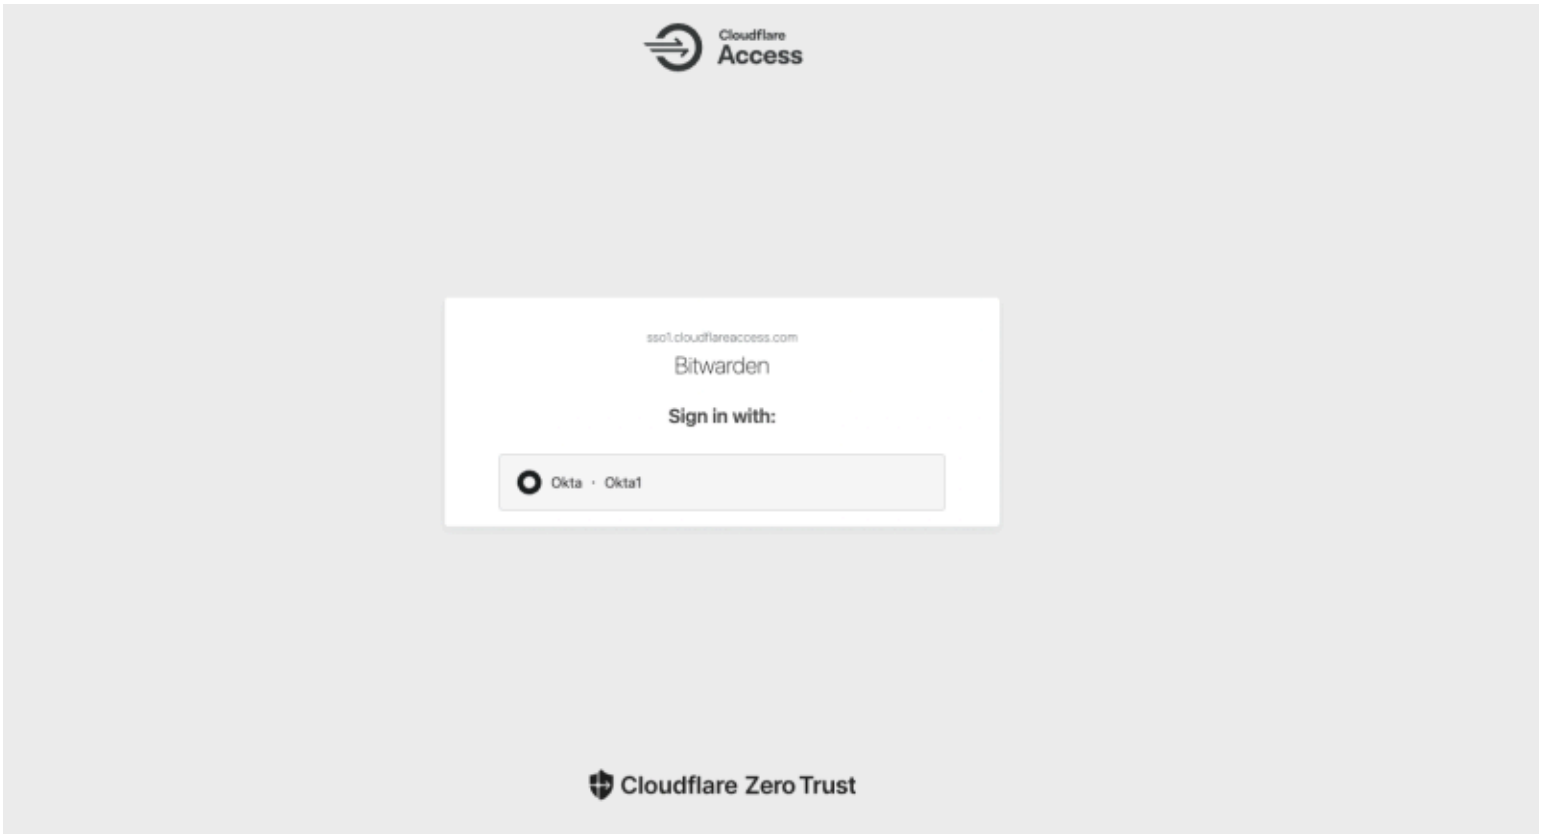 Cloudflare
Access
sso1.cloudflareaccess.com
Bitwarden
Sign in with:
Okta · Okta1
Cloudflare Zero Trust